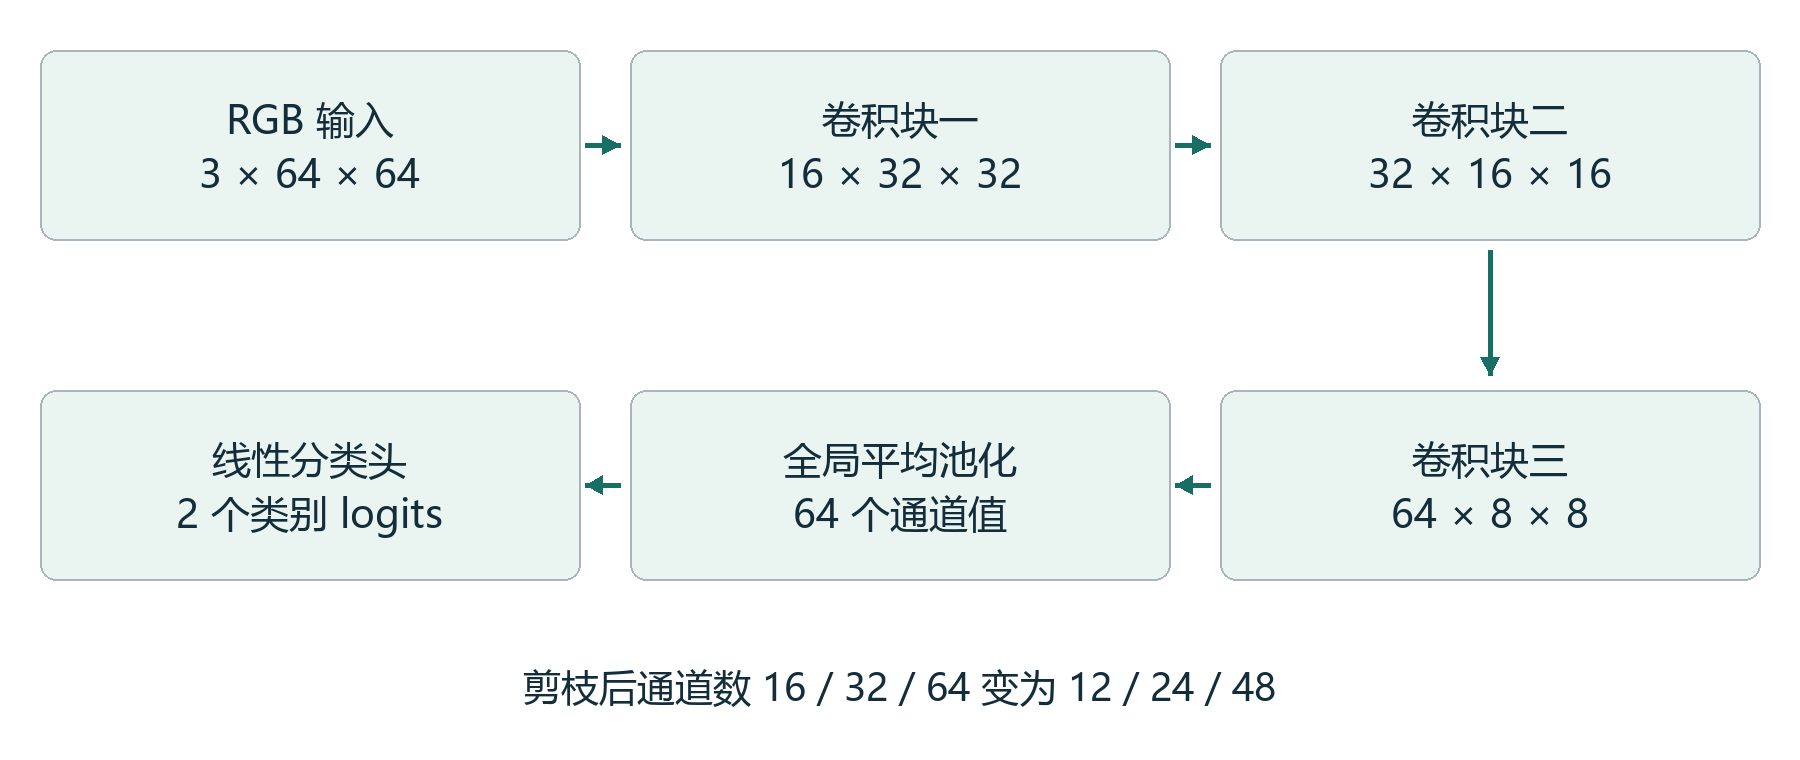 RGB 输入
3 × 64 × 64
卷积块一
16 × 32 × 32
卷积块二
32 × 16 × 16
卷积块三
64 × 8 × 8
全局平均池化
64 个通道值
线性分类头
2 个类别 logits
剪枝后通道数 16 / 32 / 64 变为 12 / 24 / 48